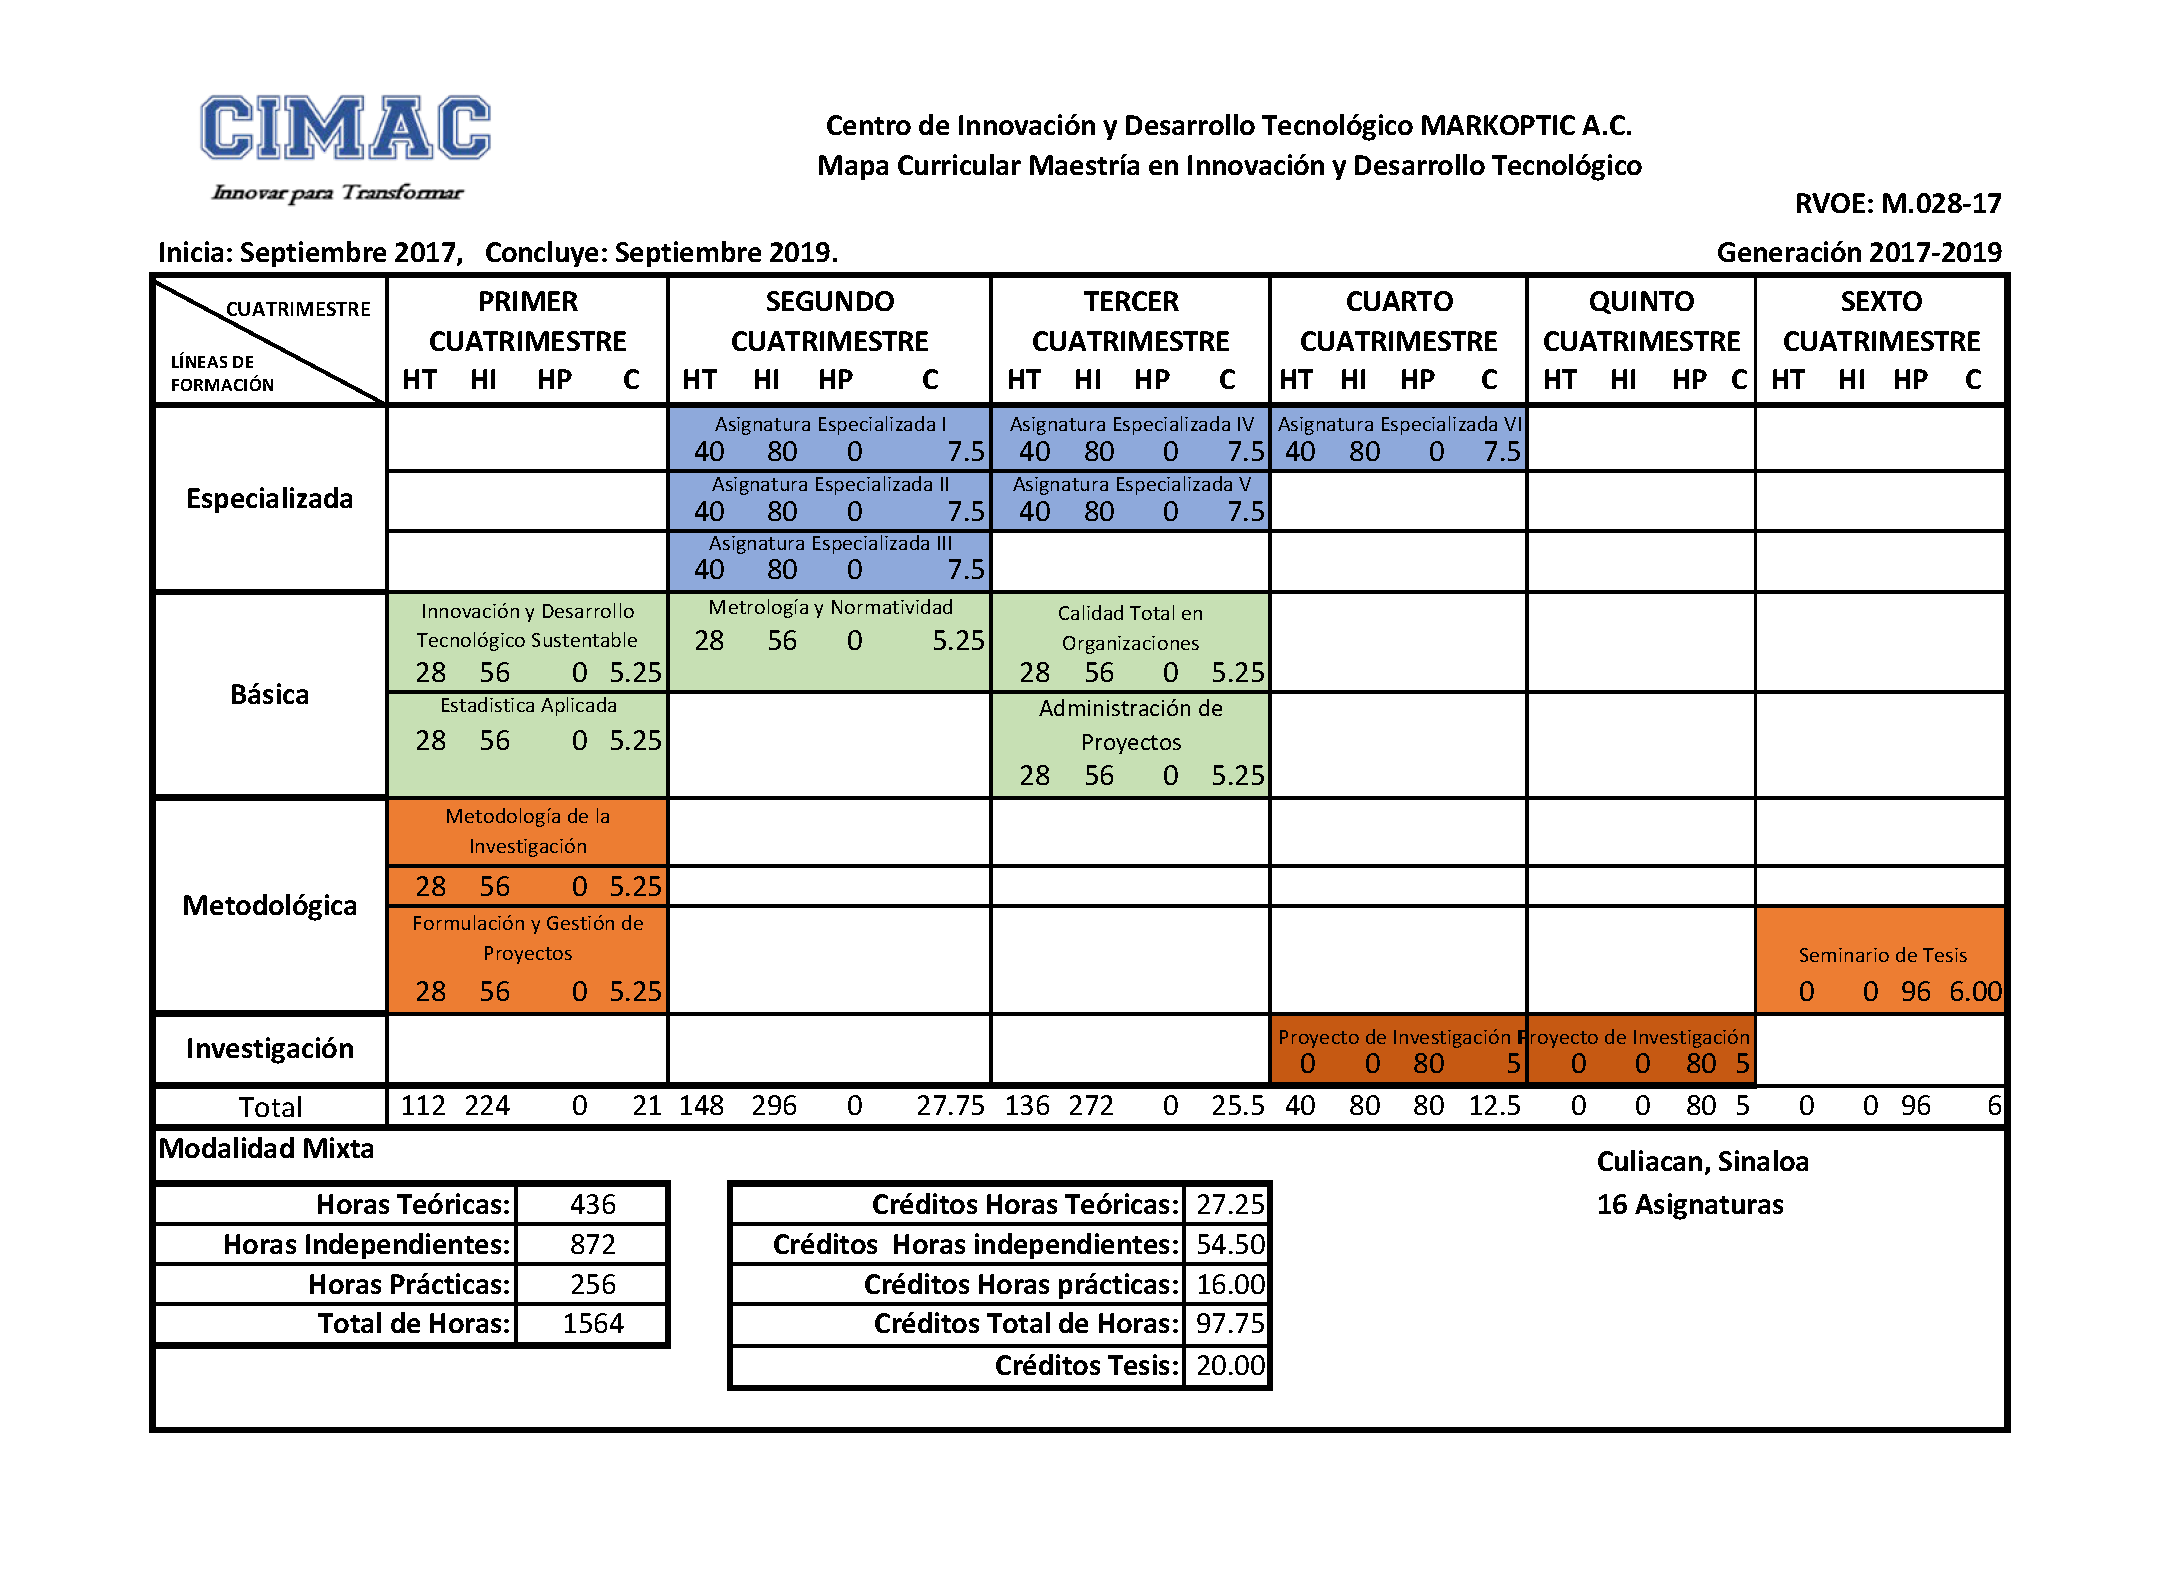 CIMAC
Innovar para Transformar
Centro de Innovación y Desarrollo Tecnológico MARKOPTIC A.C.
Mapa Curricular Maestría en Innovación y Desarrollo Tecnológico
RVOE: M.028-17
Inicia: Septiembre 2017, Concluye: Septiembre 2019.
Generación 2017-2019
CUATRIMESTRE
LÍNEAS DE
FORMACIÓN
PRIMER
CUATRIMESTRE
HT HI HP C
SEGUNDO
CUATRIMESTRE
HT HI HP C
TERCER
CUATRIMESTRE
HT HI HP C
CUARTO
CUATRIMESTRE
HT HI HP C
QUINTO
CUATRIMESTRE
HT HI HP C
SEXTO
CUATRIMESTRE
HT HI HP C
Especializada
Asignatura Especializada I
40 80 0 7.5
Asignatura Especializada IV
40 80 0 7.5
Asignatura Especializada VI
40 80 0 7.5
Asignatura Especializada II
40 80 0 7.5
Asignatura Especializada V
40 80 0 7.5
Asignatura Especializada III
40 80 0 7.5
Básica
Innovación y Desarrollo
Tecnológico Sustentable
28 56 0 5.25
Metrología y Normatividad
28 56 0 5.25
Calidad Total en
Organizaciones
28 56 0 5.25
Estadistica Aplicada
28 56 0 5.25
Administración de
Proyectos
28 56 0 5.25
Metodológica
Metodología de la
Investigación
28 56 0 5.25
Formulación y Gestión de
Proyectos
28 56 0 5.25
Seminario de Tesis
0 0 96 6.00
Investigación
Proyecto de Investigación
0 0 80 5
Proyecto de Investigación
0 0 80 5
Total
112 224 0 21
148 296 0 27.75
136 272 0 25.5
40 80 80 12.5
0 0 80 5
0 0 96 6
Modalidad Mixta
Horas Teóricas: 436
Horas Independientes: 872
Horas Prácticas: 256
Total de Horas: 1564
Créditos Horas Teóricas: 27.25
Créditos Horas independientes: 54.50
Créditos Horas prácticas: 16.00
Créditos Total de Horas: 97.75
Créditos Tesis: 20.00
Culiacan, Sinaloa
16 Asignaturas